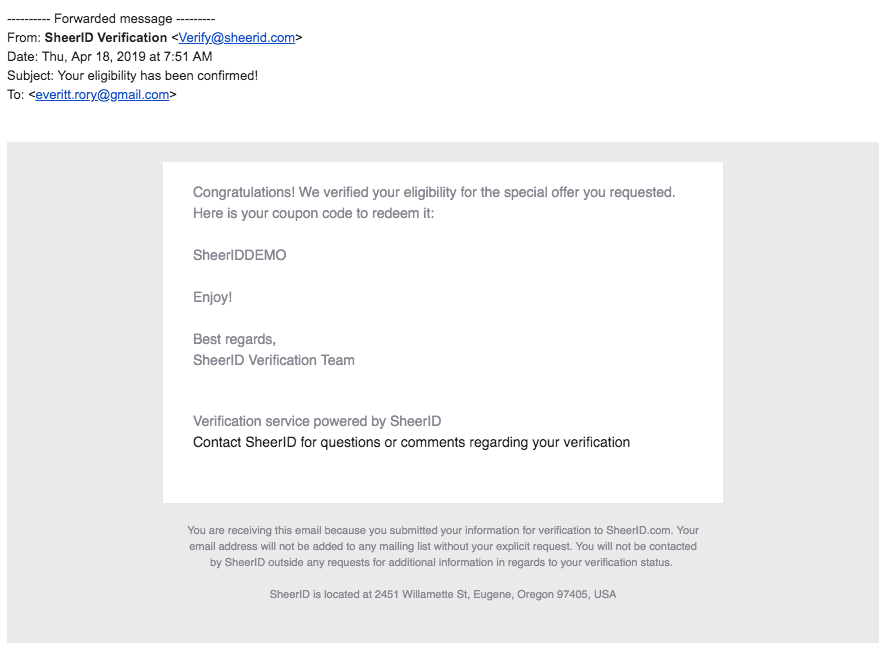 ---------- Forwarded message ---------
From: SheerID Verification <Verify@sheerid.com>
Date: Thu, Apr 18, 2019 at 7:51 AM
Subject: Your eligibility has been confirmed!
To: <everitt.rory@gmail.com>
Congratulations! We verified your eligibility for the special offer you requested.
Here is your coupon code to redeem it:
SheerIDDEMO
Enjoy!
Best regards,
SheerID Verification Team
Verification service powered by SheerID
Contact SheerID for questions or comments regarding your verification
You are receiving this email because you submitted your information for verification to SheerID.com. Your
email address will not be added to any mailing list without your explicit request. You will not be contacted
by SheerID outside any requests for additional information in regards to your verification status.
SheerID is located at 2451 Willamette St, Eugene, Oregon 97405, USA